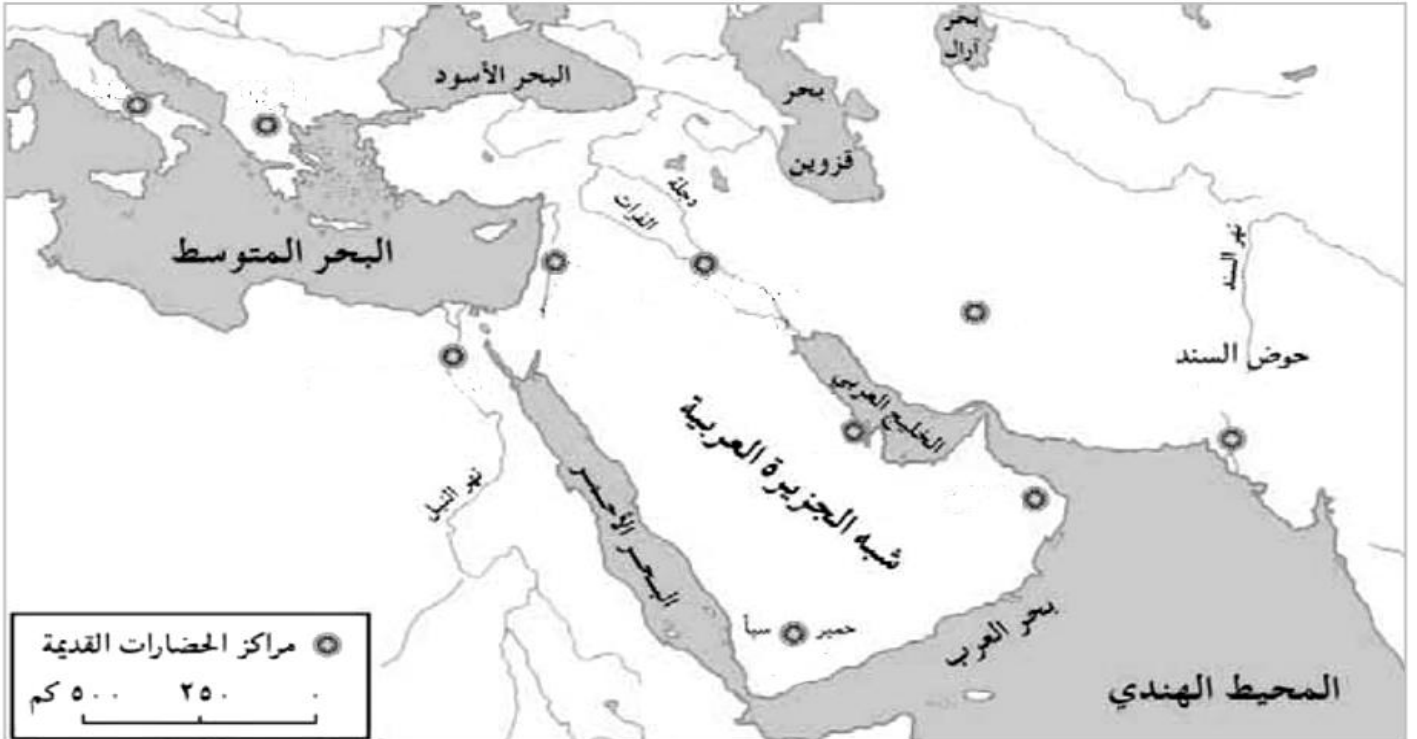 البحر الأسود
بحر
آرال
بحر
قزوين
دجلة
الفرات
البحر المتوسط
نهر السند
حوض السند
الخليج العربي
شبه الجزيرة العربية
نهر النيل
البحر الأحمر
حمير
سبأ
بحر العرب
المحيط الهندي
مراكز الحضارات القديمة
٠ ٢٥٠ ٥٠٠ كم